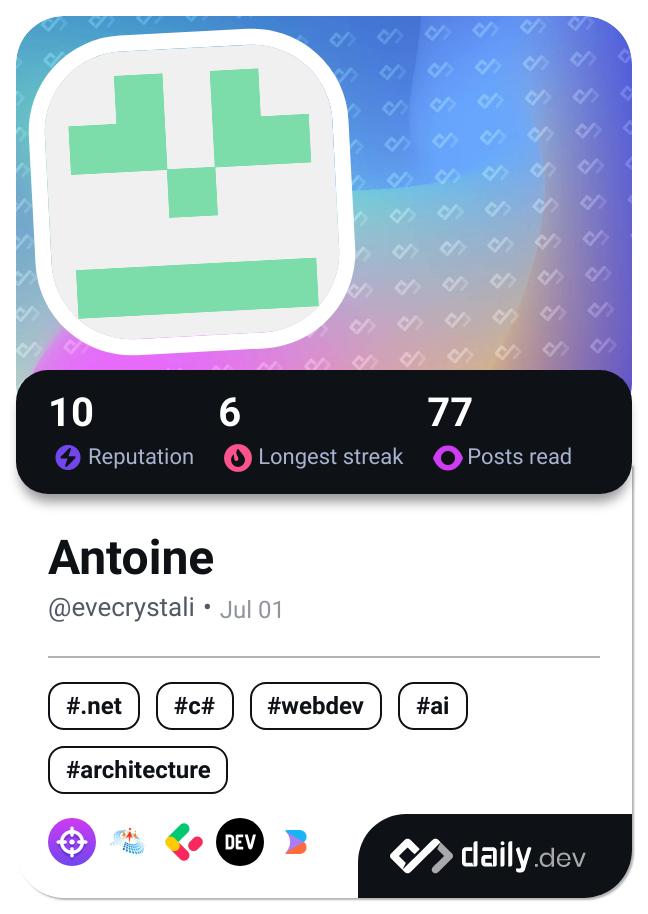 10 6 77
Reputation Longest streak Posts read
Antoine
@evecrystali • Jul 01
#.net #c# #webdev #ai
#architecture
DEV
daily.dev